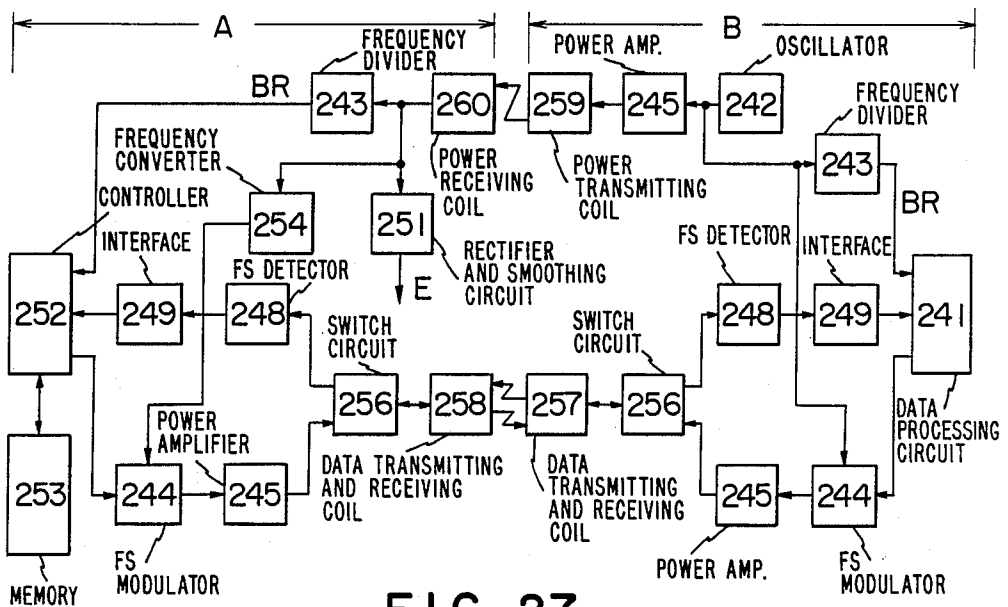 A
B
FREQUENCY
DIVIDER
POWER AMP.
OSCILLATOR
BR
243
260
259
245
242
FREQUENCY
DIVIDER
FREQUENCY
CONVERTER
POWER
RECEIVING
COIL
POWER
TRANSMITTING
COIL
243
BR
CONTROLLER
254
251
INTERFACE
RECTIFIER
AND SMOOTHING
CIRCUIT
E
FS DETECTOR
INTERFACE
FS DETECTOR
252
249
248
248
249
241
SWITCH
CIRCUIT
SWITCH
CIRCUIT
256
258
257
256
DATA
PROCESSING
CIRCUIT
POWER
AMPLIFIER
DATA TRANSMITTING
AND RECEIVING
COIL
DATA
TRANSMITTING
AND RECEIVING
COIL
253
244
245
245
244
FS
MODULATOR
POWER AMP.
FS
MODULATOR
MEMORY
FIG. 27